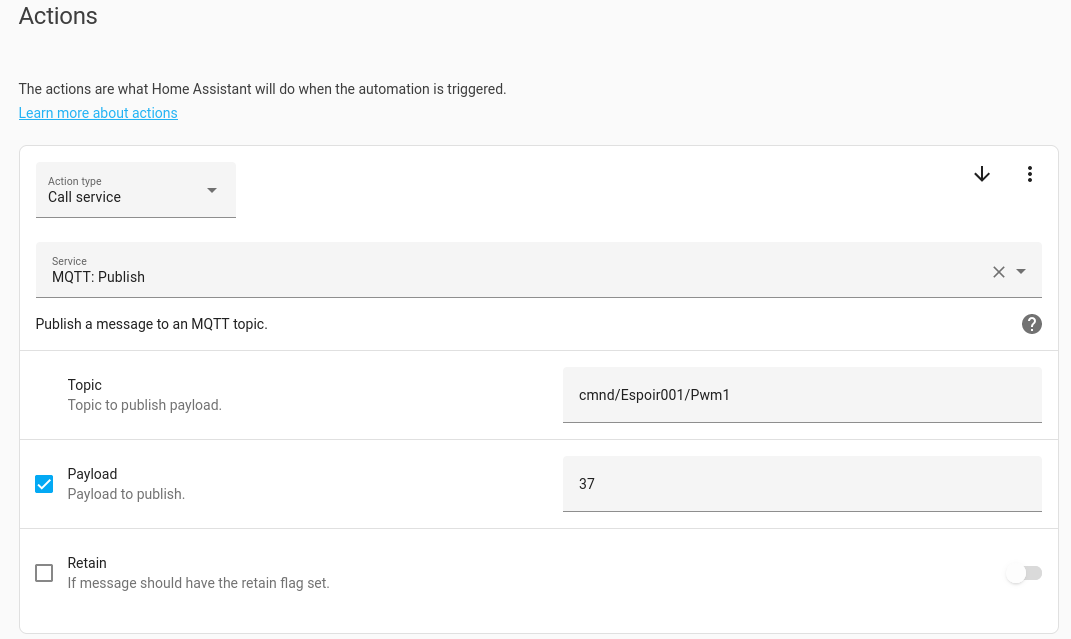 Actions
The actions are what Home Assistant will do when the automation is triggered.
Learn more about actions
Action type
Call service
Service
MQTT: Publish
Publish a message to an MQTT topic.
Topic
Topic to publish payload.
cmnd/Espoir001/Pwm1
Payload
Payload to publish.
37
Retain
If message should have the retain flag set.